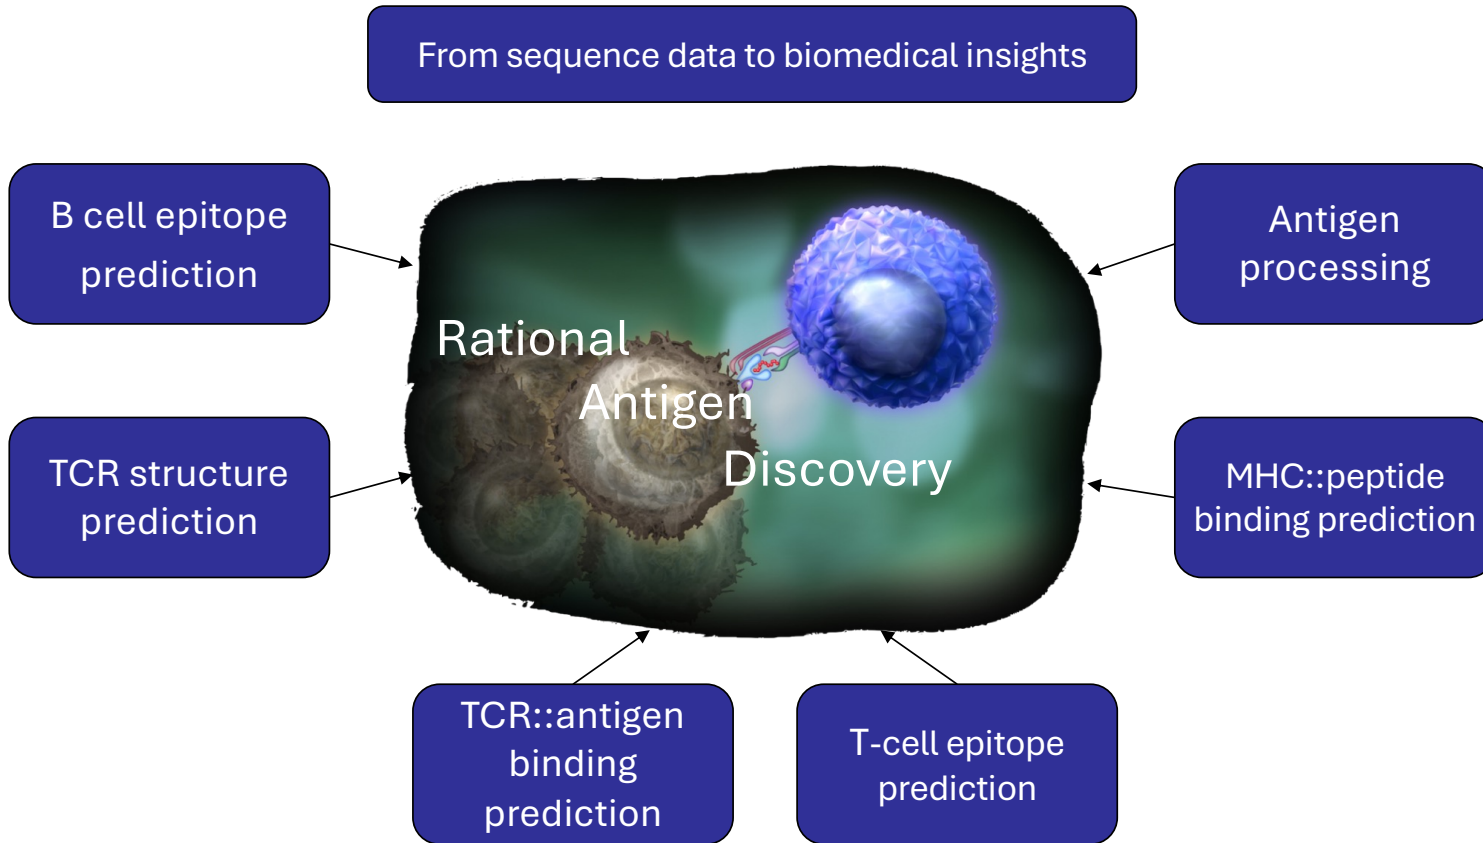 From sequence data to biomedical insights
B cell epitope
prediction
Antigen
processing
Rational
Antigen
Discovery
TCR structure
prediction
MHC::peptide
binding prediction
TCR::antigen
binding
prediction
T-cell epitope
prediction